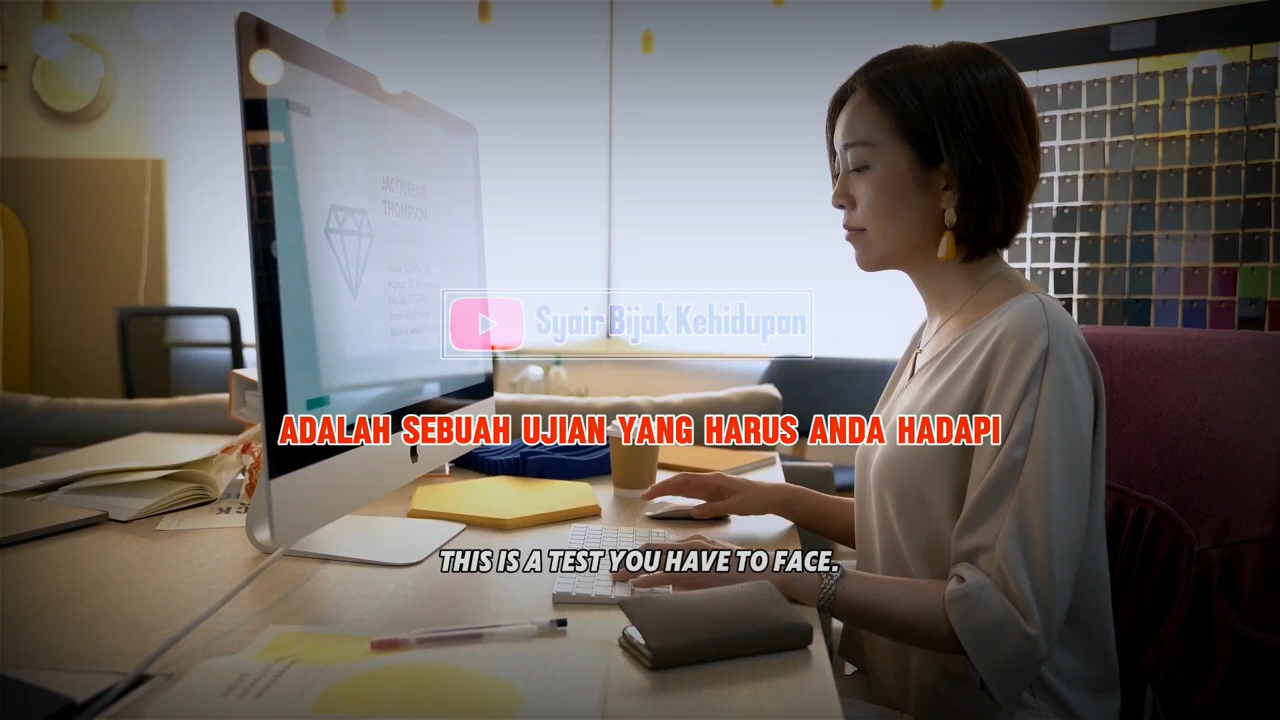 JACQUELINE
THOMPSON
Syair Bijak Kehidupan
ADALAH SEBUAH UJIAN YANG HARUS ANDA HADAPI
THIS IS A TEST YOU HAVE TO FACE.